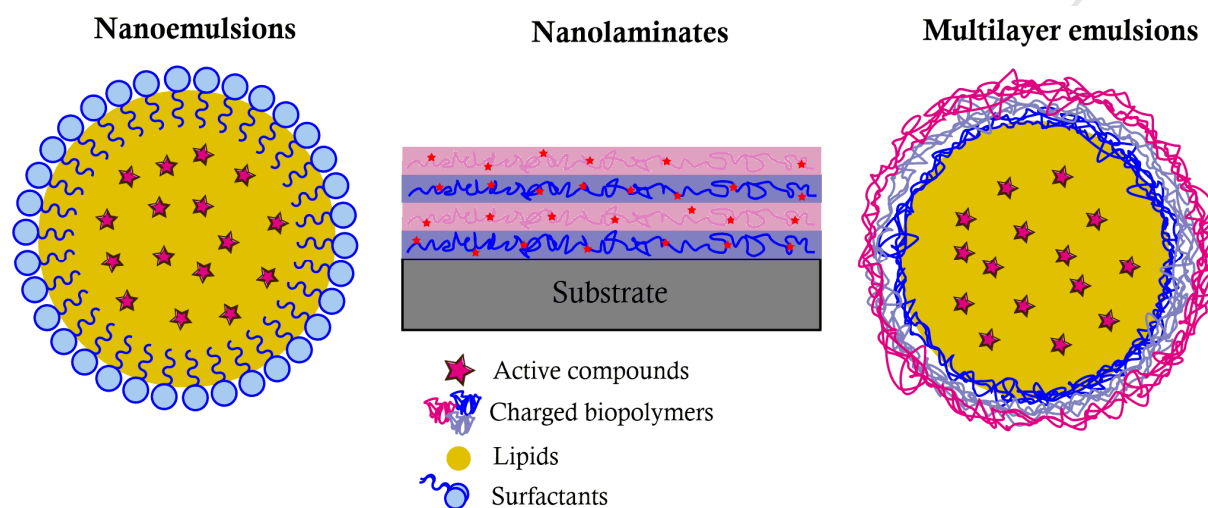 Nanoemulsions
Nanolaminates
Multilayer emulsions
Substrate
Active compounds
Charged biopolymers
Lipids
Surfactants